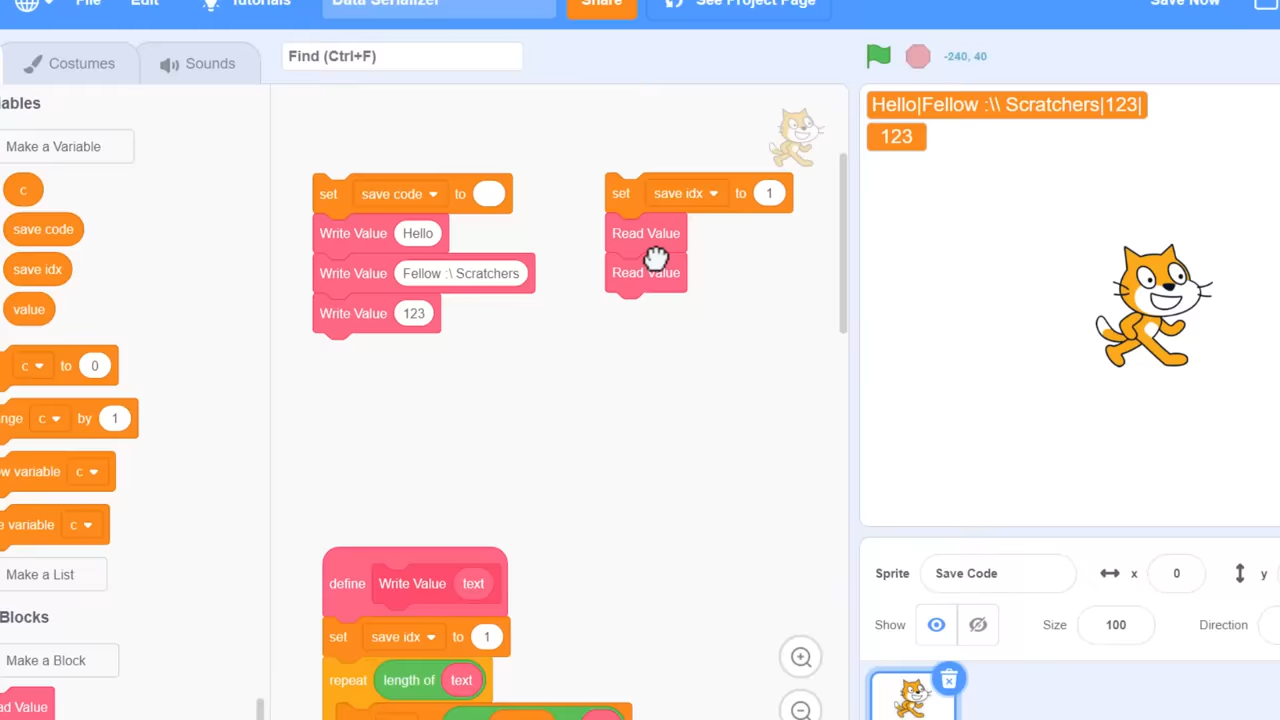 File Edit Tutorials Data Serializer Share See Project Page Save Now
Costumes Sounds Find (Ctrl+F) -240, 40
Make a Variable
c
save code
save idx
value
c to 0
c by 1
c
variable c
Make a List
Blocks
Make a Block
Value
set save code to
Write Value Hello
Write Value Fellow :\ Scratchers
Write Value 123
set save idx to 1
Read Value
Read Value
define Write Value text
set save idx to 1
repeat length of text
Hello|Fellow :\\ Scratchers|123|
123
Sprite Save Code x 0 y
Show Size 100 Direction